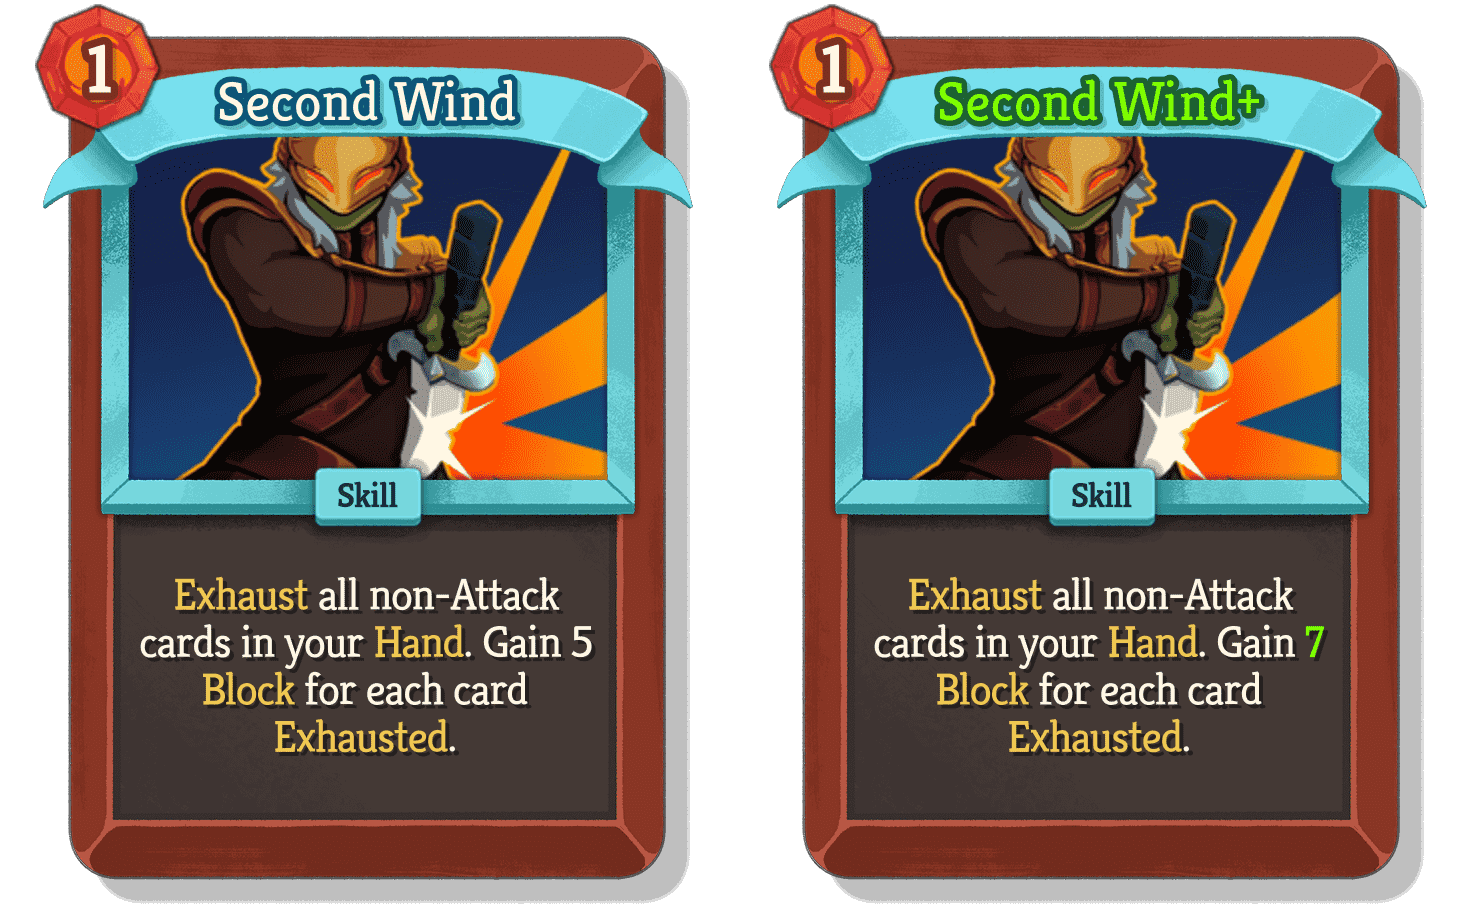 1
Second Wind
Skill
Exhaust all non-Attack
cards in your Hand. Gain 5
Block for each card
Exhausted.
1
Second Wind+
Skill
Exhaust all non-Attack
cards in your Hand. Gain 7
Block for each card
Exhausted.